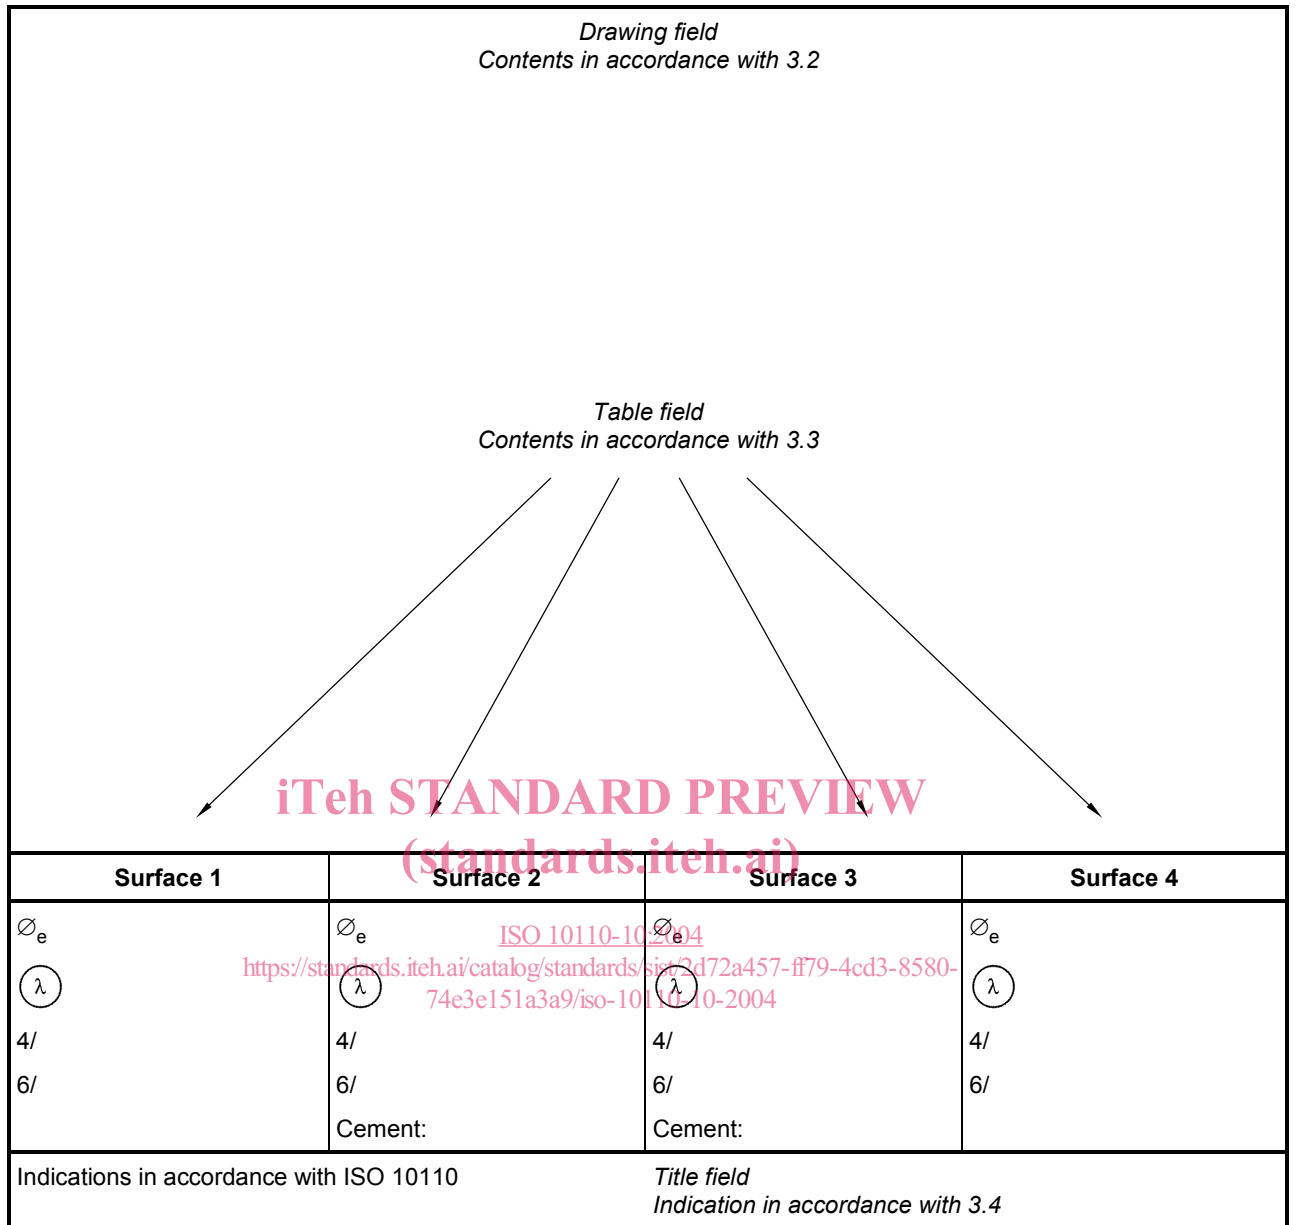 Drawing field
Contents in accordance with 3.2
Table field
Contents in accordance with 3.3
iTeh STANDARD PREVIEW
(standards.iteh.ai)
Surface 1 Surface 2 Surface 3 Surface 4
∅e ∅e ∅e ∅e
ISO 10110-10:2004
https://standards.iteh.ai/catalog/standards/sist/2d72a457-ff79-4cd3-8580-
λ λ λ λ
74e3e151a3a9/iso-10110-10-2004
4/ 4/ 4/ 4/
6/ 6/ 6/ 6/
Cement: Cement:
Indications in accordance with ISO 10110 Title field
Indication in accordance with 3.4